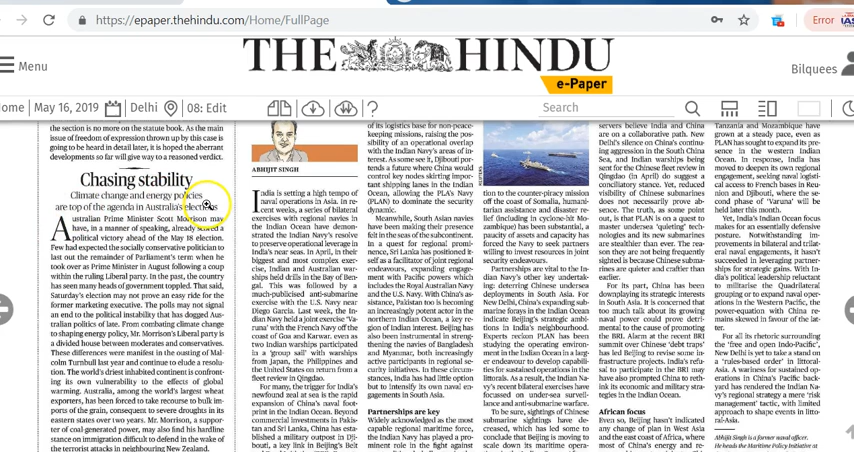 https://epaper.thehindu.com/Home/FullPage
Error
THE HINDU
e-Paper
Menu
Bilquees
ome
May 16, 2019
Delhi
08: Edit
?
Search
the section is no more on the statute book. As the main
issue of freedom of expression thrown up by this case is
going to be heard in detail later, it is hoped the aberrant
developments so far will give way to a reasoned verdict.
Chasing stability
Climate change and energy policies
are top of the agenda in Australia's elections
Australian Prime Minister Scott Morrison may
have, in a manner of speaking, already scored a
political victory ahead of the May 18 election.
Few had expected the socially conservative politician to
last out the remainder of Parliament's term when he
took over as Prime Minister in August following a coup
within the ruling Liberal party. In the past, the country
has seen many heads of government toppled. That said,
Saturday's election may not prove an easy ride for the
former marketing executive. The polls may not signal
an end to the political instability that has dogged Aus-
tralian politics of late. From combating climate change
to shaping energy policy, Mr. Morrison's Liberal party is
a divided house between moderates and conservatives.
These differences were manifest in the ousting of Mal-
colm Turnbull last year and continue to elude a resolu-
tion. The world's driest inhabited continent is confront-
ing its own vulnerability to the effects of global
warming. Australia, among the world's largest wheat
exporters, has been forced to take recourse to bulk im-
ports of the grain, consequent to severe droughts in its
eastern states over two years. Mr. Morrison, a suppor-
ter of coal-generated power, may also find his hardline
stance on immigration difficult to defend in the wake of
the terrorist attacks in neighbouring New Zealand.
ABHIJIT SINGH
India is setting a high tempo of
naval operations in Asia. In re-
cent weeks, a series of bilateral
exercises with regional navies in
the Indian Ocean have demon-
strated the Indian Navy's resolve
to preserve operational leverage in
India's near seas. In April, in their
biggest and most complex exer-
cise, Indian and Australian war-
ships held drills in the Bay of Ben-
gal. This was followed by a
much-publicised anti-submarine
exercise with the U.S. Navy near
Diego Garcia. Last week, the In-
dian Navy held a joint exercise 'Va-
runa' with the French Navy off the
coast of Goa and Karwar, even as
two Indian warships participated
in a 'group sail' with warships
from Japan, the Philippines and
the United States on return from a
fleet review in Qingdao.
For many, the trigger for India's
newfound zeal at sea is the rapid
expansion of China's naval foot-
print in the Indian Ocean. Beyond
commercial investments in Pakis-
tan and Sri Lanka, China has esta-
blished a military outpost in Dji-
bouti, a key link in Beijing's Belt
of its logistics base for non-peace-
keeping missions, raising the pos-
sibility of an operational overlap
with the Indian Navy's areas of in-
terest. As some see it, Djibouti por-
tends a future where China would
control key nodes skirting impor-
tant shipping lanes in the Indian
Ocean, allowing the PLA's Navy
(PLAN) to dominate the security
dynamic.
Meanwhile, South Asian navies
have been making their presence
felt in the seas of the subcontinent.
In a quest for regional promi-
nence, Sri Lanka has positioned it-
self as a facilitator of joint regional
endeavours, expanding engage-
ment with Pacific powers which
includes the Royal Australian Navy
and the U.S. Navy. With China's as-
sistance, Pakistan too is becoming
an increasingly potent actor in the
northern Indian Ocean, a key re-
gion of Indian interest. Beijing has
also been instrumental in streng-
thening the navies of Bangladesh
and Myanmar, both increasingly
active participants in regional se-
curity initiatives. In these circum-
stances, India has had little option
but to intensify its own naval en-
gagements in South Asia.
Partnerships are key
Widely acknowledged as the most
capable regional maritime force,
the Indian Navy has played a pro-
minent role in the fight against
REUTERS
tion to the counter-piracy mission
off the coast of Somalia, humani-
tarian assistance and disaster re-
lief (including in cyclone-hit Mo-
zambique) has been substantial, a
paucity of assets and capacity has
forced the Navy to seek partners
willing to invest resources in joint
security endeavours.
Partnerships are vital to the In-
dian Navy's other key undertak-
ing: deterring Chinese undersea
deployments in South Asia. For
New Delhi, China's expanding sub-
marine forays in the Indian Ocean
indicate Beijing's strategic ambi-
tions in India's neighbourhood.
Experts reckon PLAN has been
studying the operating environ-
ment in the Indian Ocean in a larg-
er endeavour to develop capabili-
ties for sustained operations in the
littorals. As a result, the Indian Na-
vy's recent bilateral exercises have
focussed on undersea surveil-
lance and anti-submarine warfare.
To be sure, sightings of Chinese
submarine sightings have de-
creased, which has led some to
conclude that Beijing is moving to
scale down its maritime opera-
servers believe India and China
are on a collaborative path. New
Delhi's silence on China's continu-
ing aggression in the South China
Sea, and Indian warships being
sent for the Chinese fleet review in
Qingdao (in April) do suggest a
conciliatory stance. Yet, reduced
visibility of Chinese submarines
does not necessarily prove ab-
sence. The truth, as some point
out, is that PLAN is on a quest to
master undersea 'quieting' tech-
nologies and its new submarines
are stealthier than ever. The rea-
son they are not being frequently
sighted is because Chinese subma-
rines are quieter and craftier than
earlier.
For its part, China has been
downplaying its strategic interests
in South Asia. It is concerned that
too much talk about its growing
naval power could prove detri-
mental to the cause of promoting
the BRI. Alarm at the recent BRI
summit over Chinese 'debt traps'
has led Beijing to revise some in-
frastructure projects. India's refu-
sal to participate in the BRI may
also have prompted China to reth-
ink its economic and military stra-
tegies in the Indian Ocean.
African focus
Even so, Beijing hasn't indicated
any change of plan in West Asia
and the east coast of Africa, where
most of China's energy and re-
Tanzania and Mozambique have
grown at a steady pace, even as
PLAN has sought to expand its pre-
sence in the western Indian
Ocean. In response, India has
moved to deepen its own regional
engagement, seeking naval logisti-
cal access to French bases in Reu-
nion and Djibouti, where the se-
cond phase of 'Varuna' will be
held later this month.
Yet, India's Indian Ocean focus
makes for an essentially defensive
posture. Notwithstanding im-
provements in bilateral and trilat-
eral naval engagements, it hasn't
succeeded in leveraging partner-
ships for strategic gains. With In-
dia's political leadership reluctant
to militarise the Quadrilateral
grouping or to expand naval oper-
ations in the Western Pacific, the
power-equation with China re-
mains skewed in favour of the lat-
ter.
For all its rhetoric surrounding
the 'free and open Indo-Pacific',
New Delhi is yet to take a stand on
a "rules-based order" in littoral-
Asia. A wariness for sustained op-
erations in China's Pacific back-
yard has rendered the Indian Na-
vy's regional strategy a mere 'risk
management' tactic, with limited
approach to shape events in litto-
ral-Asia.
Abhijit Singh is a former naval officer.
He heads the Maritime Policy Initiative at